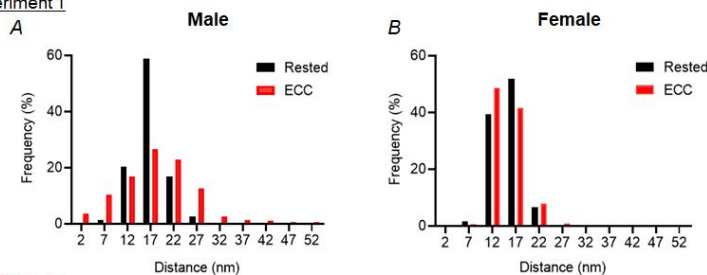 Experiment 1
A
Male
60
40
20
0
Frequency (%)
Rested
ECC
2 7 12 17 22 27 32 37 42 47 52
Distance (nm)
B
Female
60
40
20
0
Frequency (%)
Rested
ECC
2 7 12 17 22 27 32 37 42 47 52
Distance (nm)